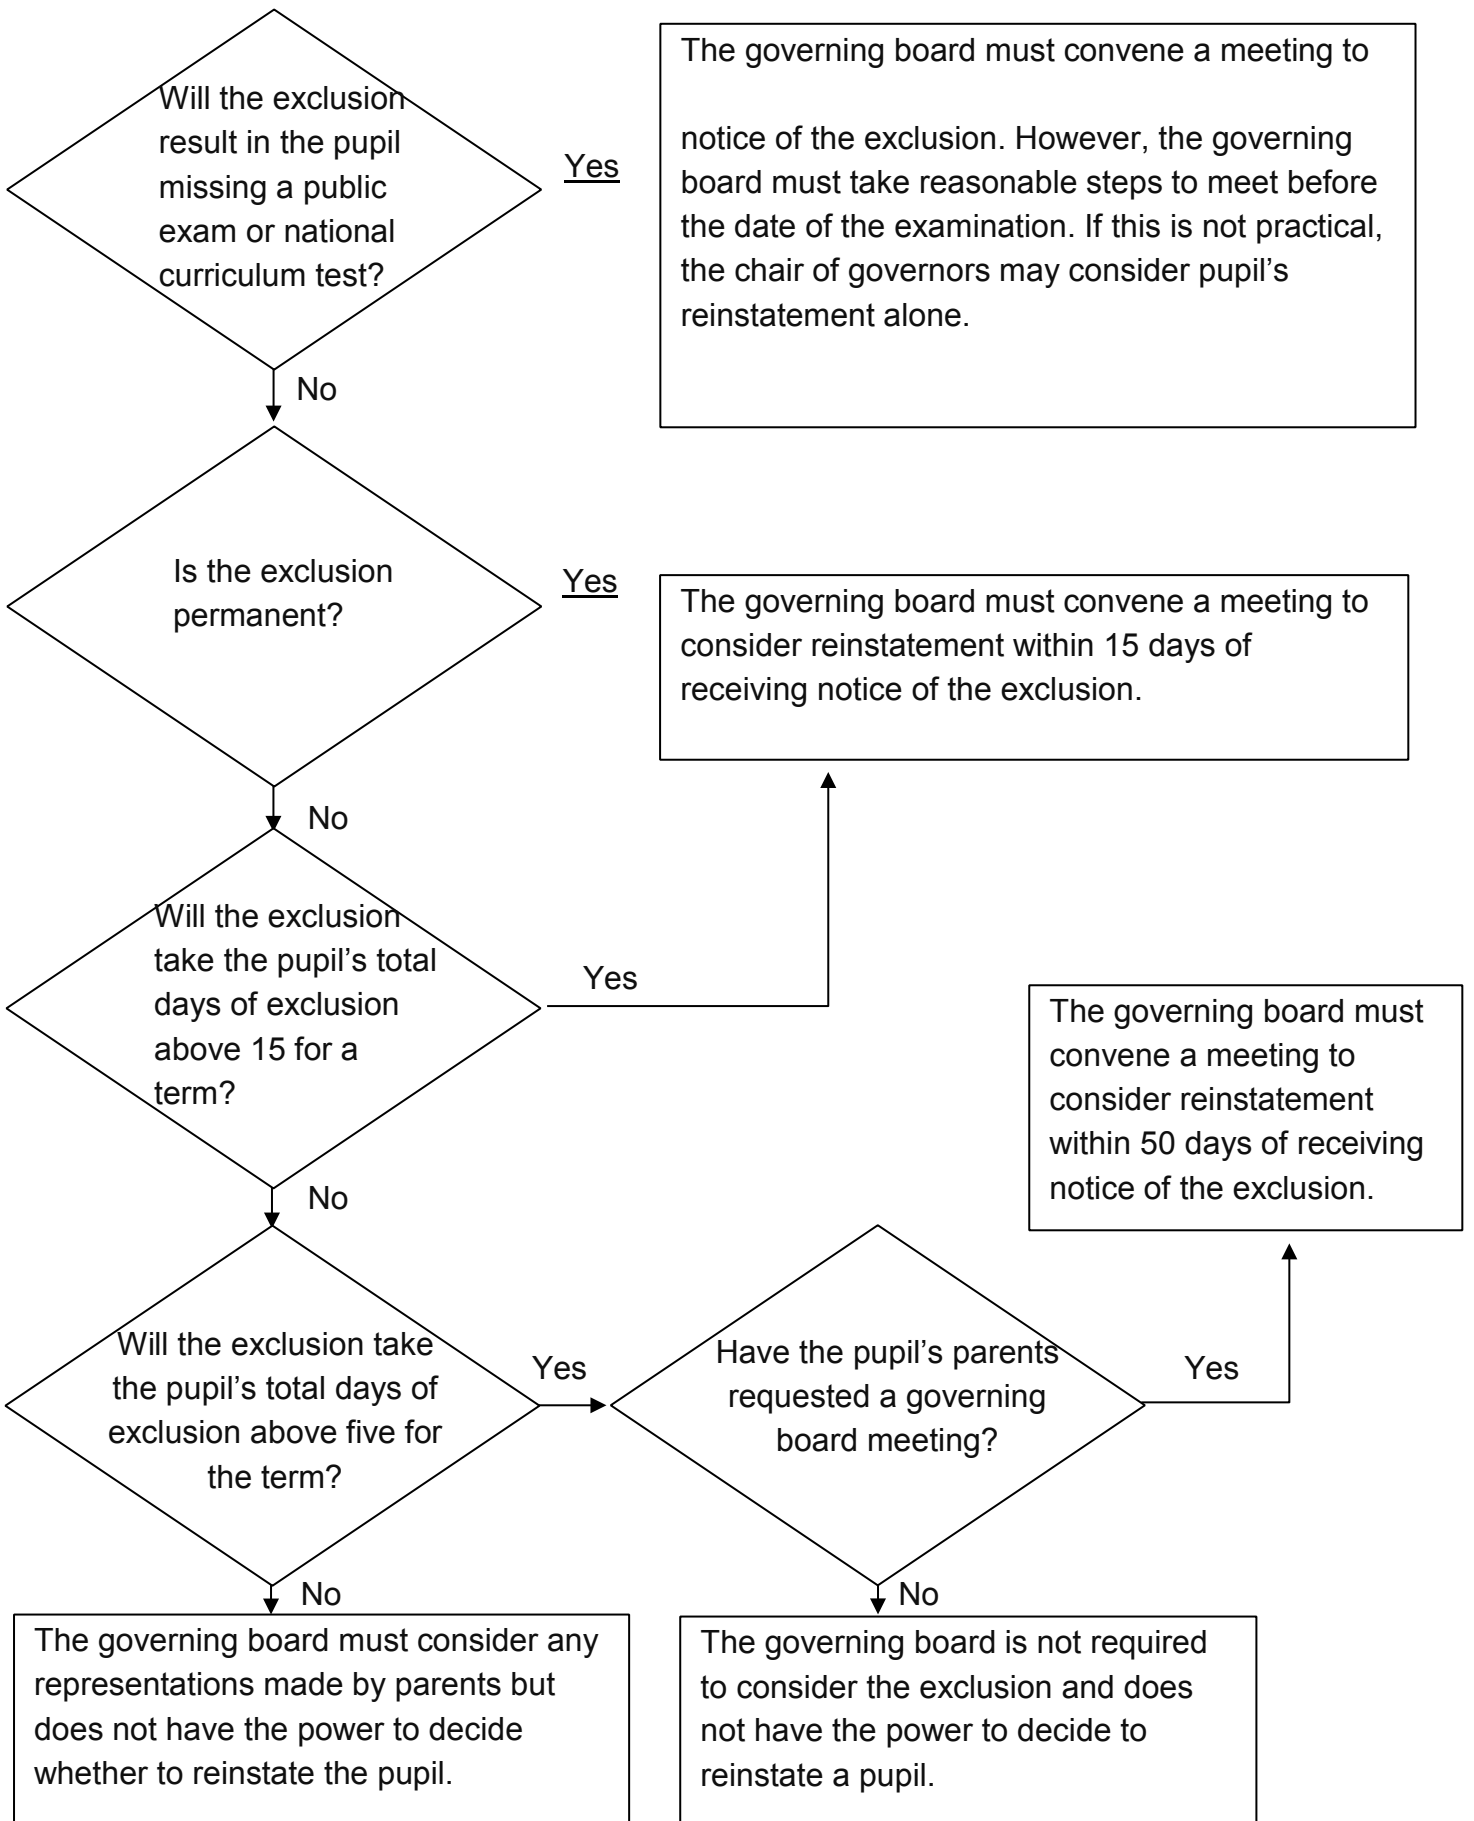 Will the exclusion
result in the pupil
missing a public
exam or national
curriculum test?
Yes
The governing board must convene a meeting to
notice of the exclusion. However, the governing
board must take reasonable steps to meet before
the date of the examination. If this is not practical,
the chair of governors may consider pupil’s
reinstatement alone.
No
Is the exclusion
permanent?
Yes
The governing board must convene a meeting to
consider reinstatement within 15 days of
receiving notice of the exclusion.
No
Will the exclusion
take the pupil’s total
days of exclusion
above 15 for a
term?
Yes
The governing board must
convene a meeting to
consider reinstatement
within 50 days of receiving
notice of the exclusion.
No
Will the exclusion take
the pupil’s total days of
exclusion above five for
the term?
Yes
Have the pupil’s parents
requested a governing
board meeting?
Yes
No
The governing board must consider any
representations made by parents but
does not have the power to decide
whether to reinstate the pupil.
No
The governing board is not required
to consider the exclusion and does
not have the power to decide to
reinstate a pupil.